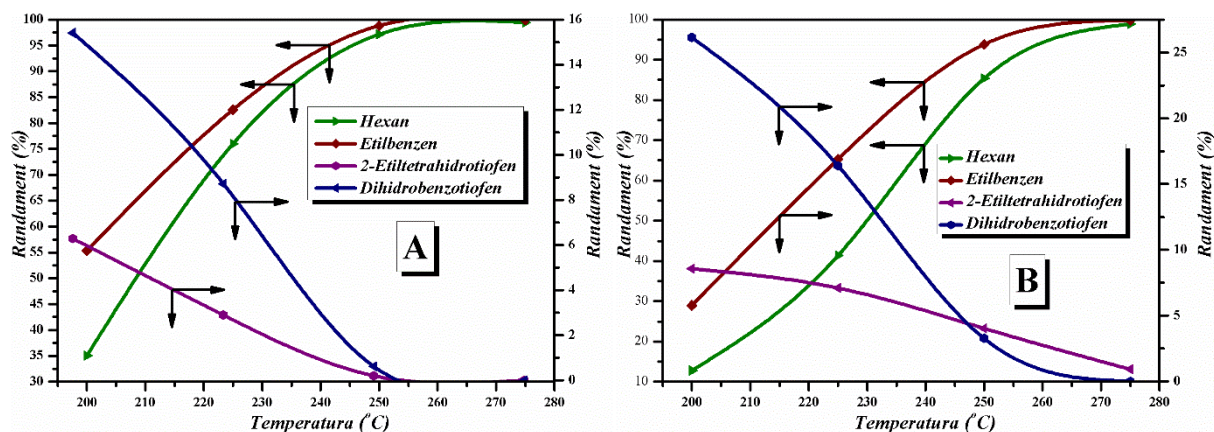 Randament (%)
100
95
90
85
80
75
70
65
60
55
50
45
40
35
30
Hexan
Etilbenzen
2-Etiltetrahidrotiofen
Dihidrobenzotiofen
A
16
14
12
10
8
6
4
2
0
Randament (%)
200 210 220 230 240 250 260 270 280
Temperatura (°C)
Randament (%)
100
90
80
70
60
50
40
30
20
10
Hexan
Etilbenzen
2-Etiltetrahidrotiofen
Dihidrobenzotiofen
B
25
20
15
10
5
0
Randament (%)
200 210 220 230 240 250 260 270 280
Temperatura (°C)